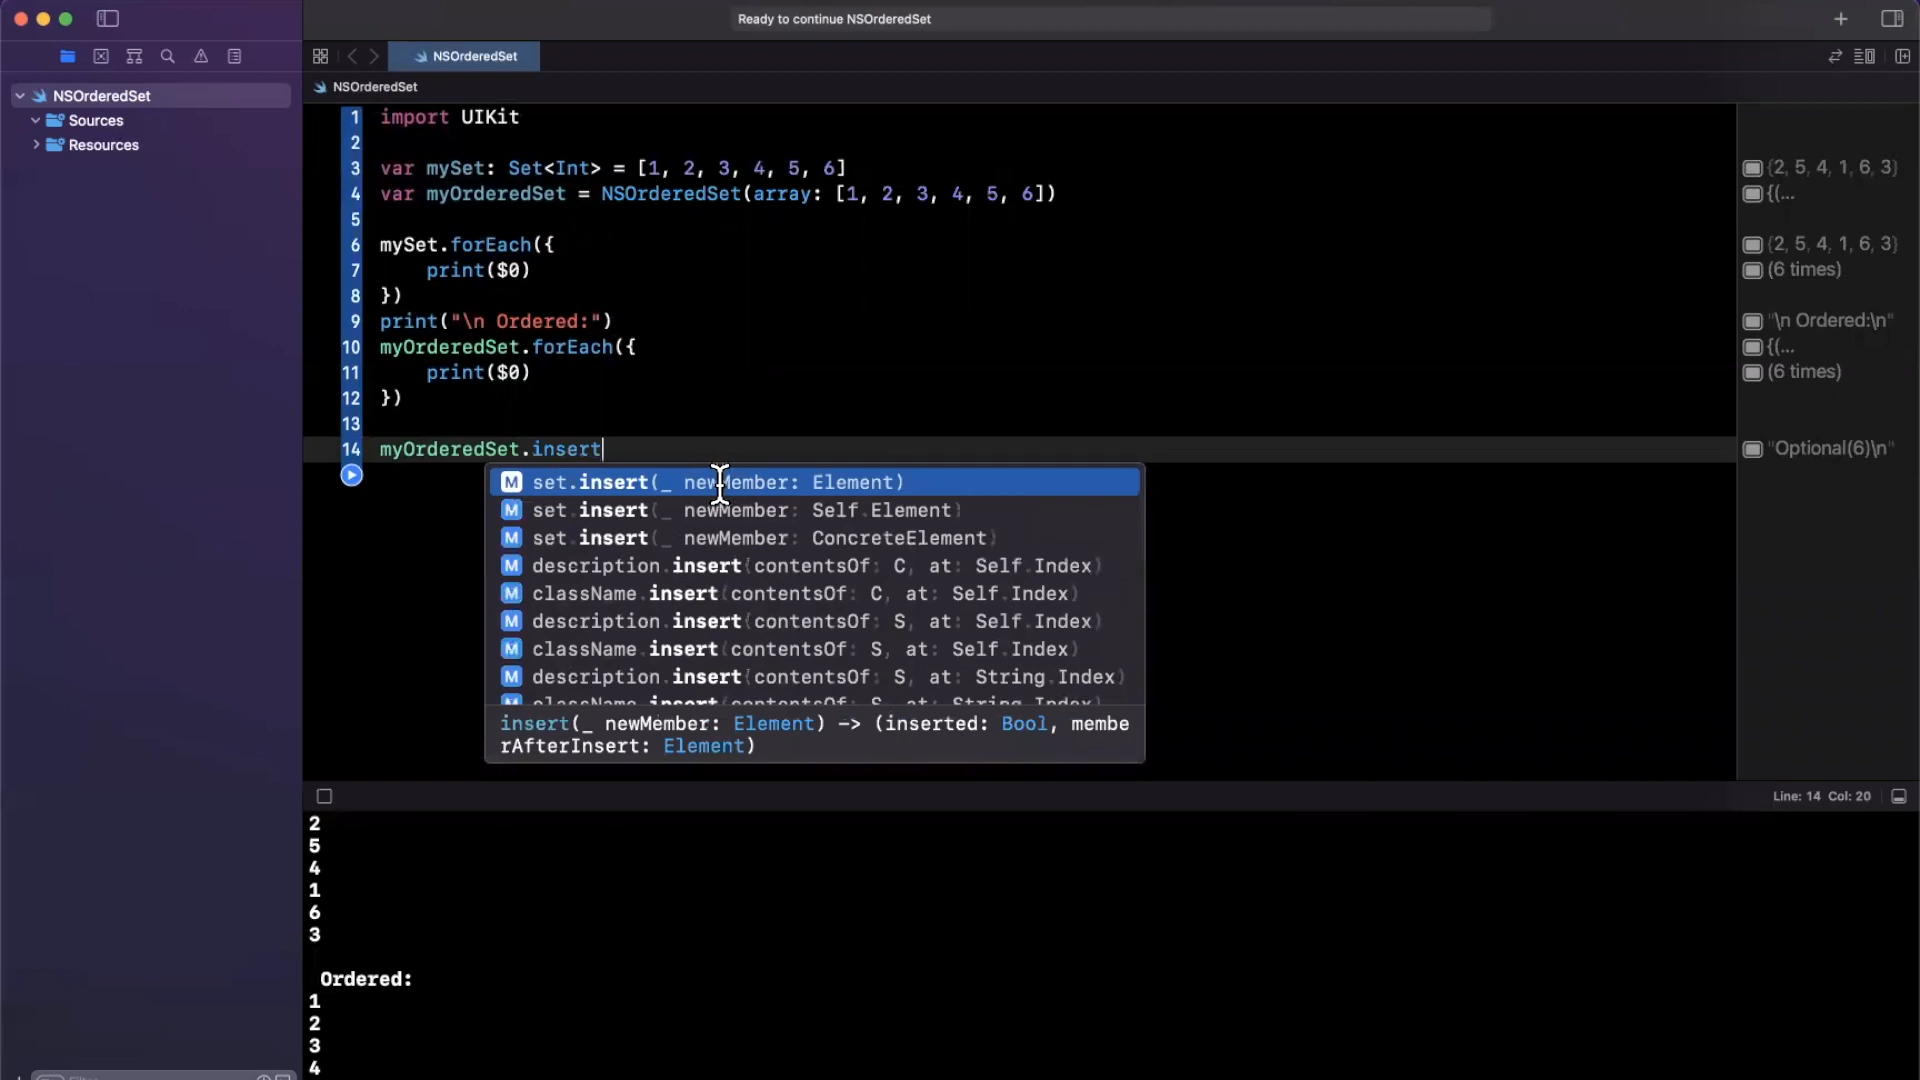 Ready to continue NSOrderedSet
NSOrderedSet
NSOrderedSet
NSOrderedSet
Sources
Resources
1 import UIKit
2
3 var mySet: Set<Int> = [1, 2, 3, 4, 5, 6]
{2, 5, 4, 1, 6, 3}
4 var myOrderedSet = NSOrderedSet(array: [1, 2, 3, 4, 5, 6])
{(...
5
6 mySet.forEach({
{2, 5, 4, 1, 6, 3}
7 print($0)
(6 times)
8 })
9 print("\n Ordered:")
"\n Ordered:\n"
10 myOrderedSet.forEach({
{(...
11 print($0)
(6 times)
12 })
13
14 myOrderedSet.insert
"Optional(6)\n"
M set.insert(_ newMember: Element)
M set.insert(_ newMember: Self.Element)
M set.insert(_ newMember: ConcreteElement)
M description.insert(contentsOf: C, at: Self.Index)
M className.insert(contentsOf: C, at: Self.Index)
M description.insert(contentsOf: S, at: Self.Index)
M className.insert(contentsOf: S, at: Self.Index)
M description.insert(contentsOf: S, at: String.Index)
M className.insert(contentsOf: S, at: String.Index)
insert(_ newMember: Element) -> (inserted: Bool, membe
rAfterInsert: Element)
Line: 14 Col: 20
2
5
4
1
6
3
Ordered:
1
2
3
4